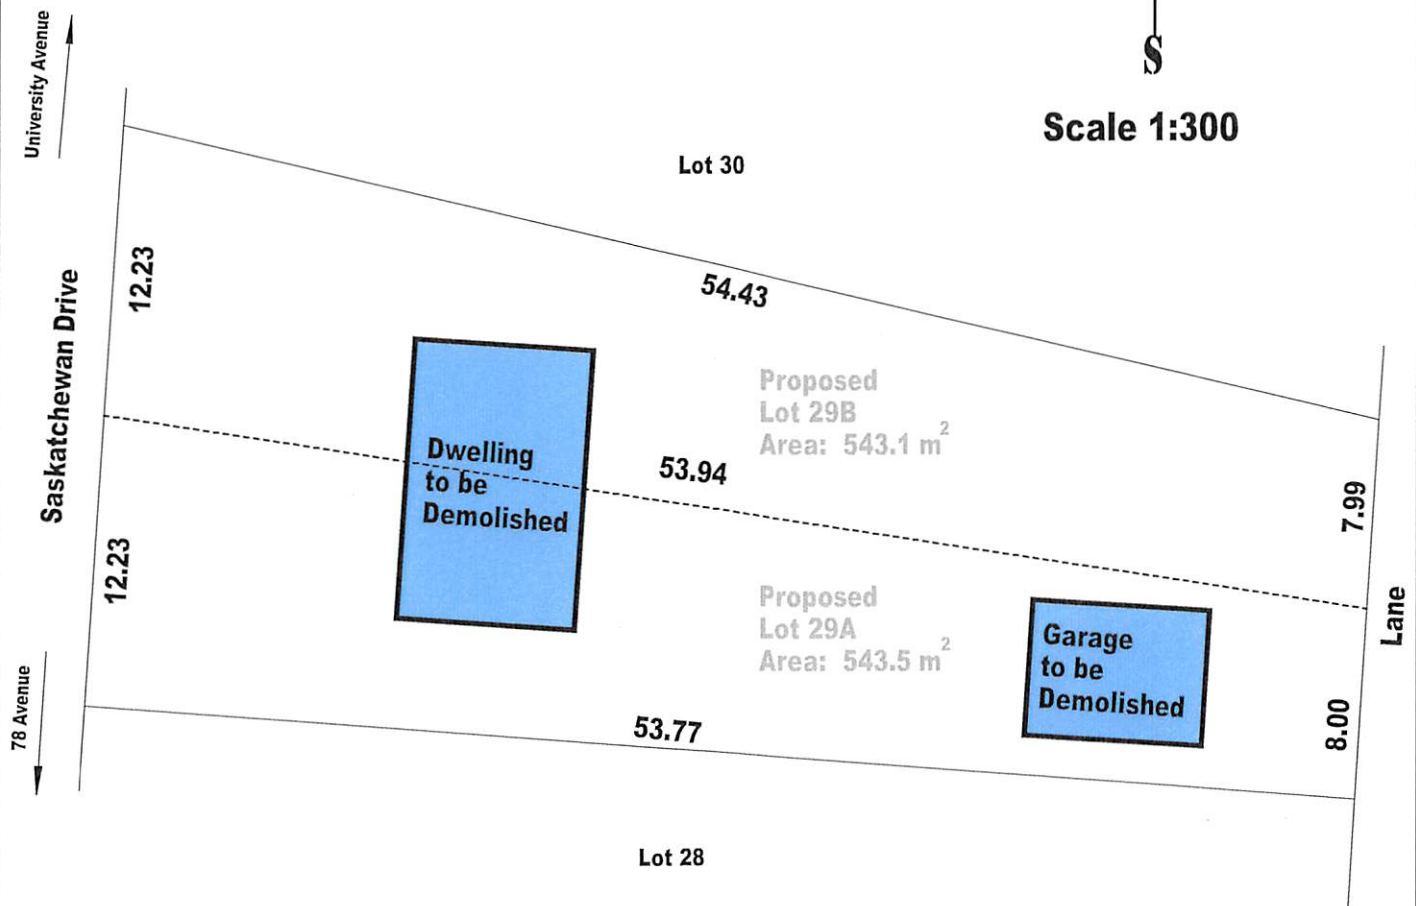 University Avenue
S
Scale 1:300
Lot 30
12.23
54.43
Saskatchewan Drive
Proposed
Lot 29B
Area: 543.1 m²
Dwelling
to be
Demolished
53.94
7.99
12.23
Proposed
Lot 29A
Area: 543.5 m²
Garage
to be
Demolished
Lane
78 Avenue
53.77
8.00
Lot 28